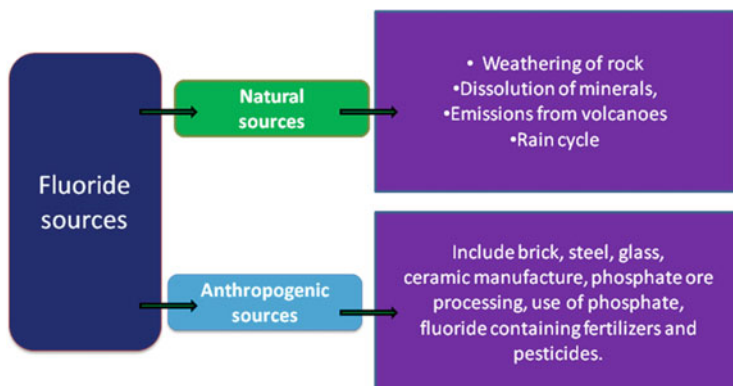 Fluoride
sources
Natural
sources
• Weathering of rock
•Dissolution of minerals,
•Emissions from volcanoes
•Rain cycle
Anthropogenic
sources
Include brick, steel, glass,
ceramic manufacture, phosphate ore
processing, use of phosphate,
fluoride containing fertilizers and
pesticides.